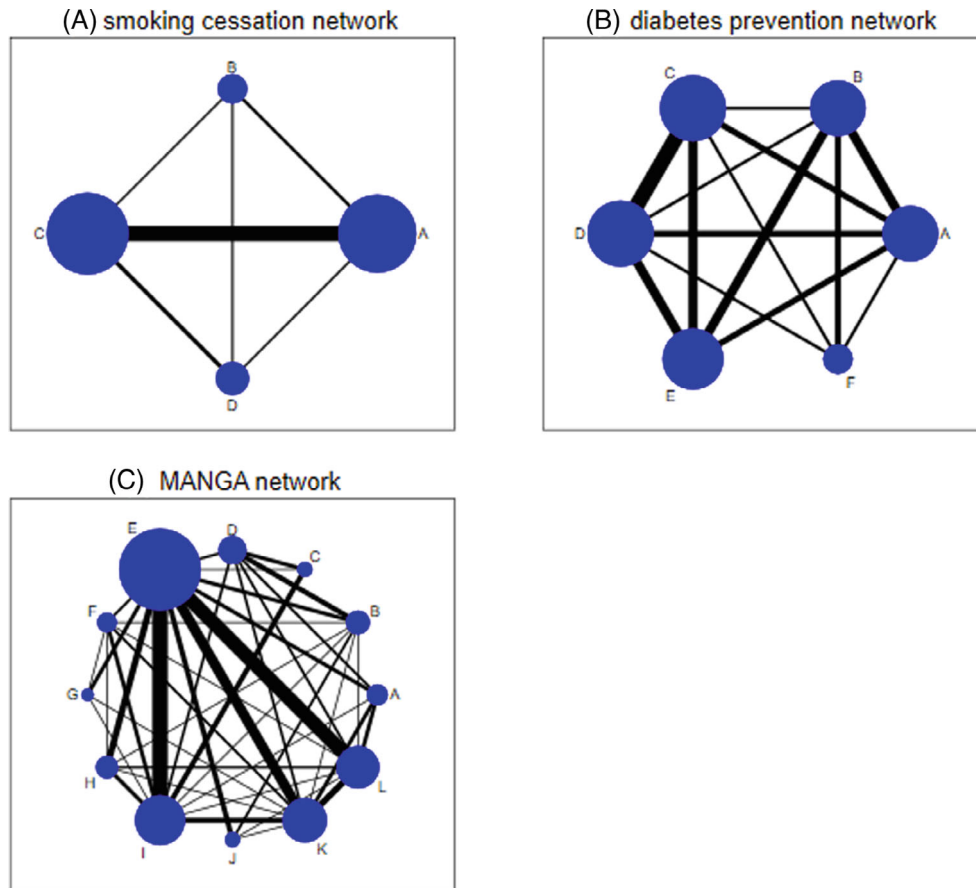 (A) smoking cessation network
B
C
A
D
(B) diabetes prevention network
C
B
D
A
E
F
(C) MANGA network
E
D
C
F
B
G
A
H
L
I
J
K